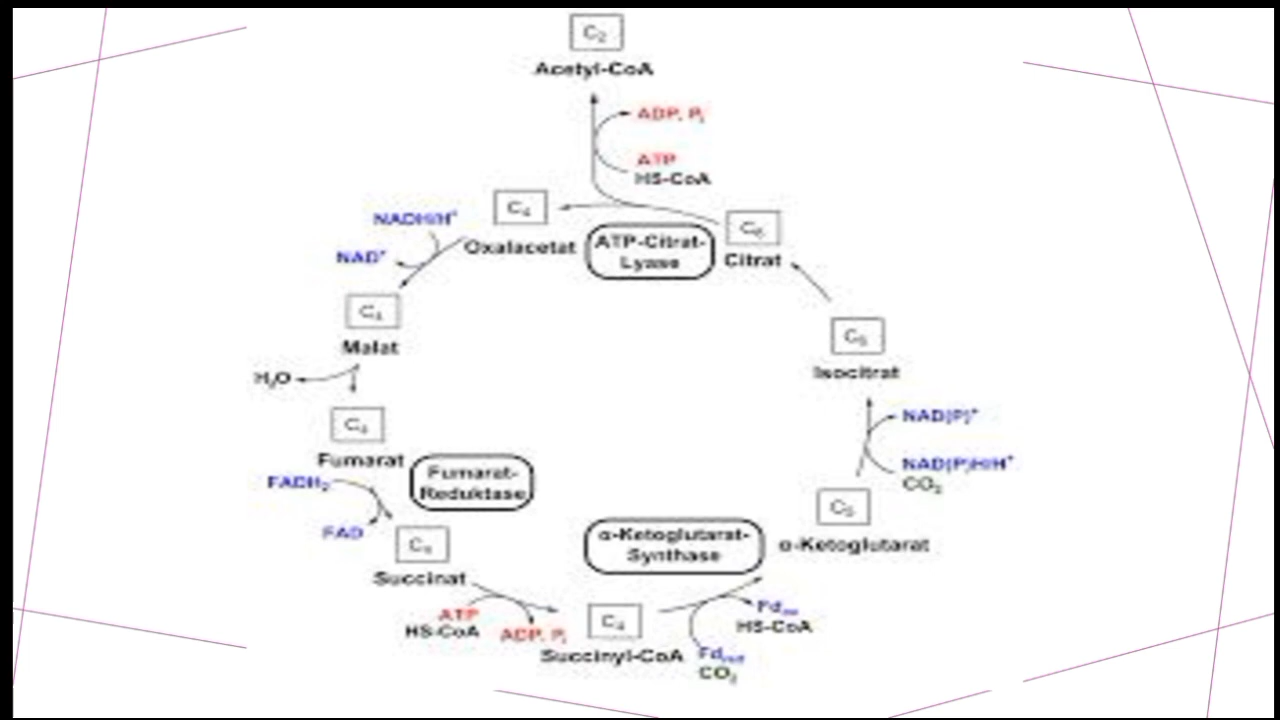 C₂
Acetyl-CoA
ADP, Pᵢ
ATP
HS-CoA
C₄
Oxalacetat
NADH/H⁺
NAD⁺
ATP-Citrat-
Lyase
C₆
Citrat
C₄
Malat
H₂O
Isocitrat
C₄
Fumarat
NAD(P)⁺
NAD(P)H/H⁺
CO₂
FADH₂
FAD
Fumarat-
Reduktase
C₅
α-Ketoglutarat
α-Ketoglutarat-
Synthase
C₄
Succinat
ATP
HS-CoA
ADP, Pᵢ
C₄
Succinyl-CoA
Fdₒₓ
HS-CoA
Fdred
CO₂